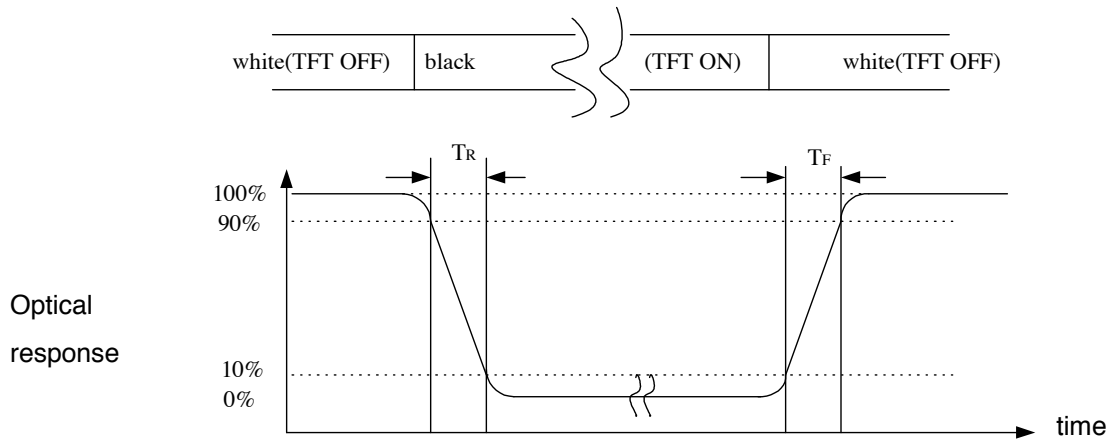 white(TFT OFF) black (TFT ON) white(TFT OFF)
TR TF
100%
90%
Optical
response
10%
0%
time